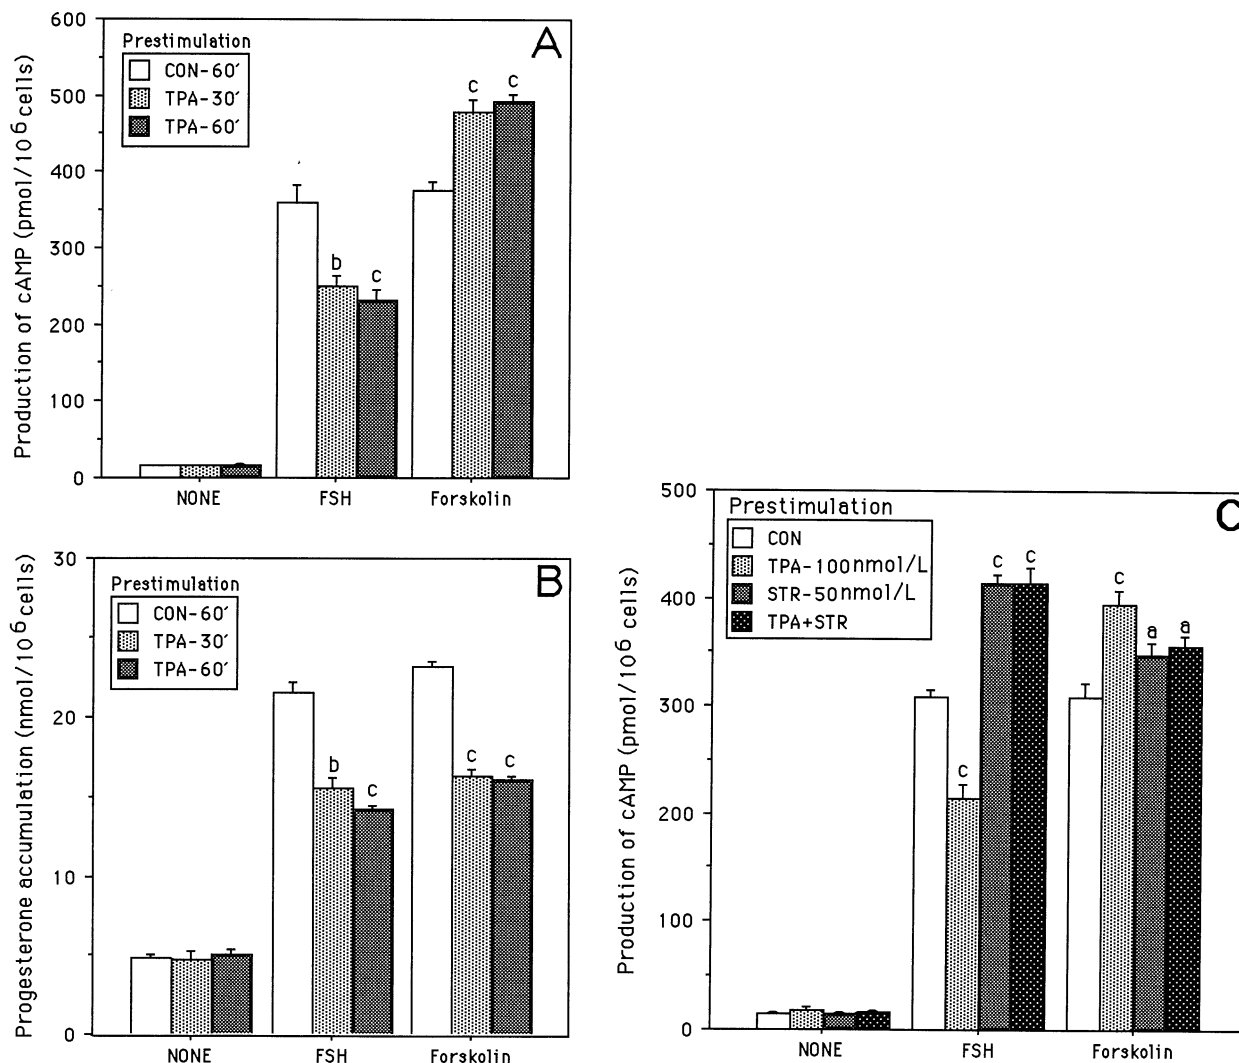 A
Production of cAMP (pmol/10⁶ cells)
600
500
400
300
200
100
0
Prestimulation
CON-60′
TPA-30′
TPA-60′
b
c
c
c
NONE
FSH
Forskolin
B
Progesterone accumulation (nmol/10⁶ cells)
30
20
10
0
Prestimulation
CON-60′
TPA-30′
TPA-60′
b
c
c
c
NONE
FSH
Forskolin
C
Production of cAMP (pmol/10⁶ cells)
500
400
300
200
100
0
Prestimulation
CON
TPA-100nmol/L
STR-50nmol/L
TPA+STR
c
c
c
c
a
a
NONE
FSH
Forskolin